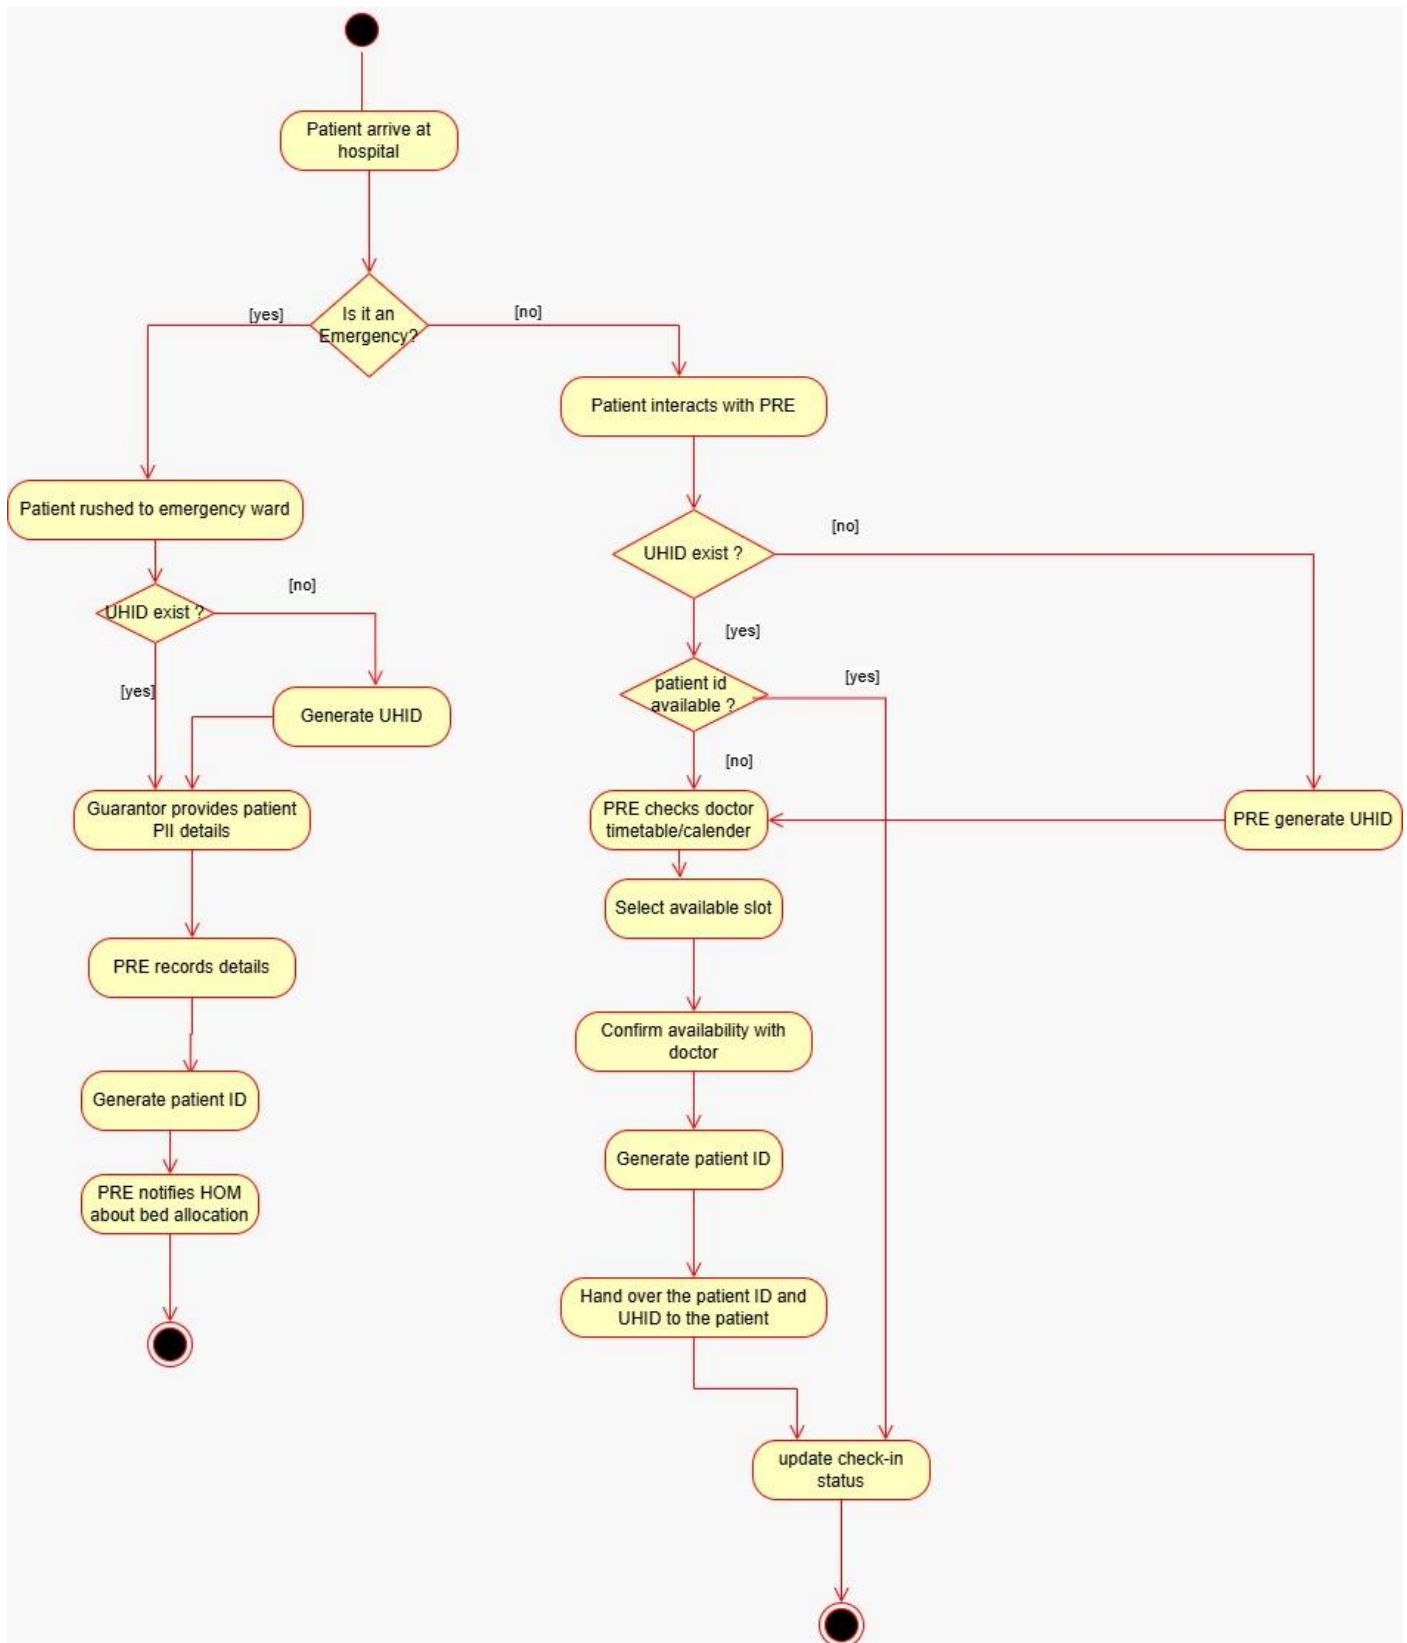 Patient arrive at
hospital
Is it an
Emergency?
[yes]
[no]
Patient interacts with PRE
Patient rushed to emergency ward
UHID exist ?
[no]
[yes]
UHID exist ?
[no]
[yes]
patient id
available ?
[yes]
[no]
Generate UHID
Guarantor provides patient
PII details
PRE checks doctor
timetable/calender
PRE generate UHID
Select available slot
PRE records details
Confirm availability with
doctor
Generate patient ID
Generate patient ID
PRE notifies HOM
about bed allocation
Hand over the patient ID and
UHID to the patient
update check-in
status